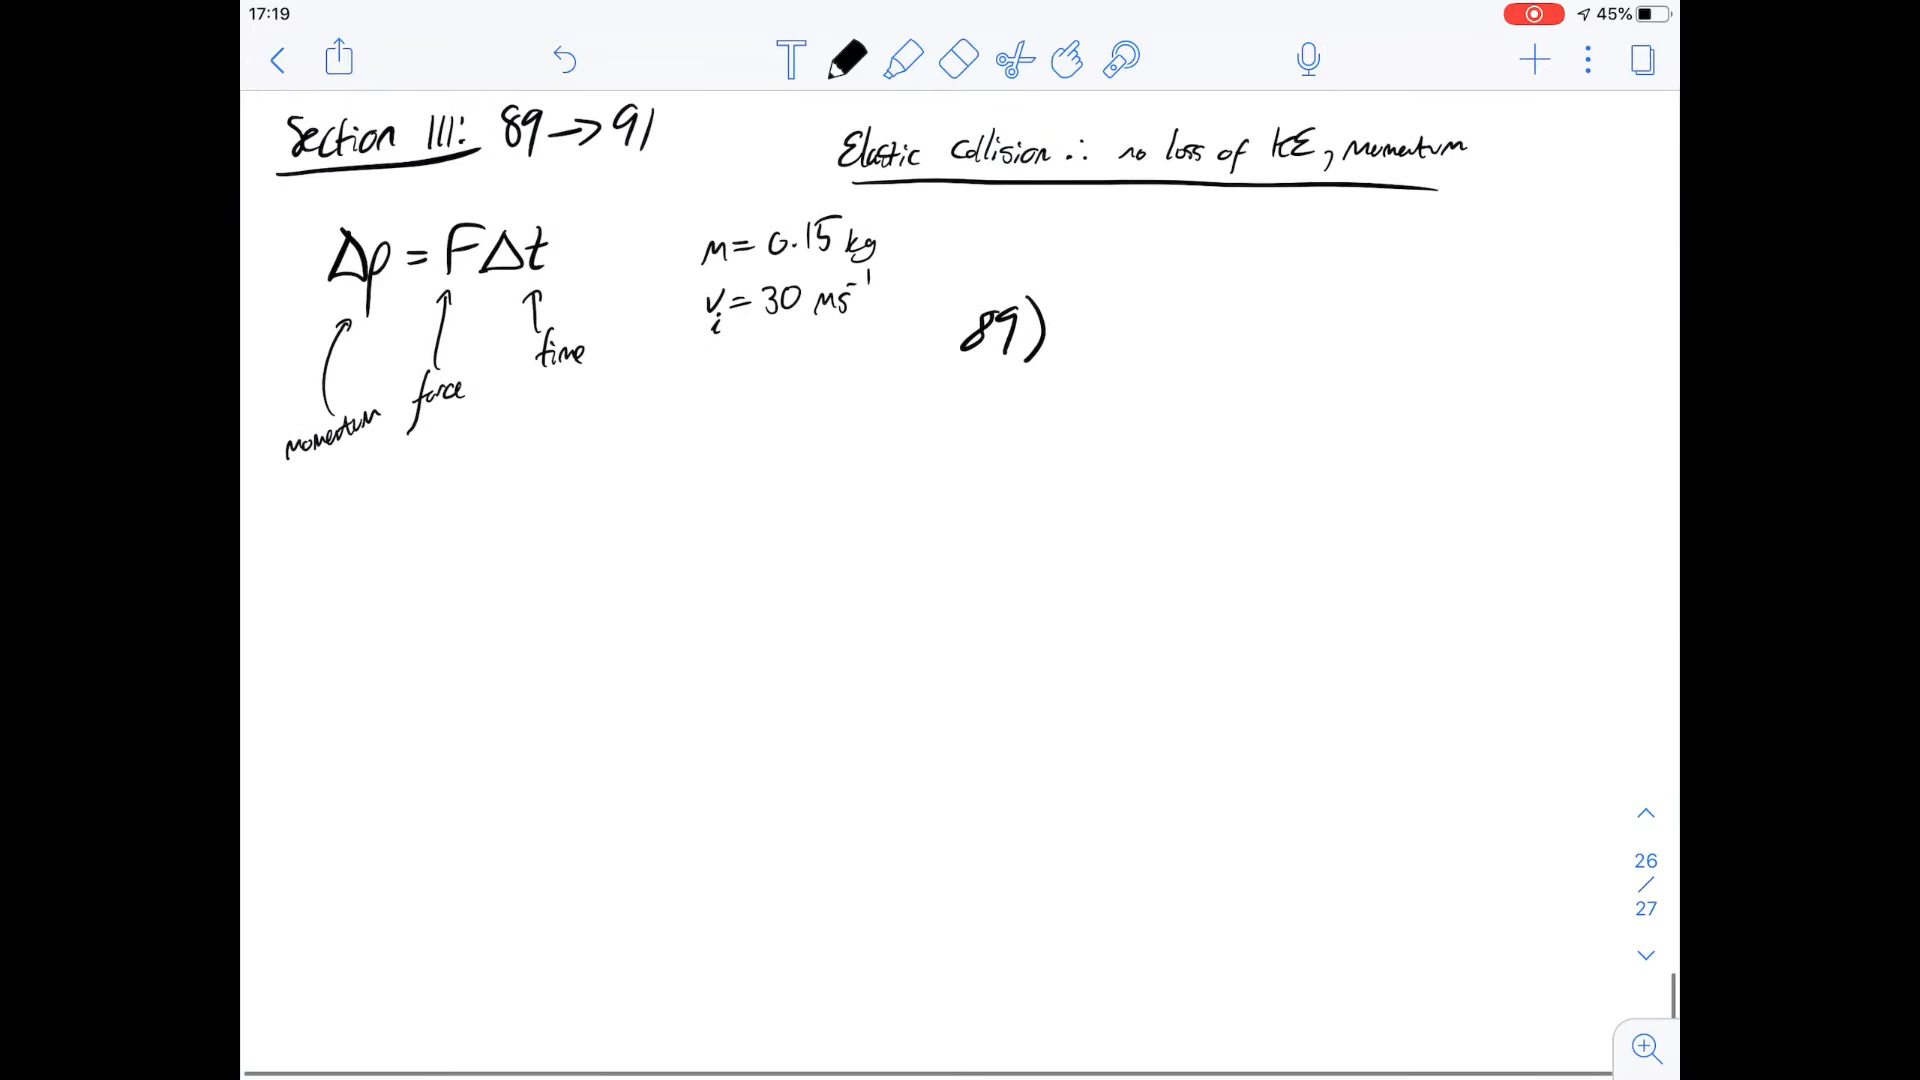 17:19
45%
Section III: 89 → 91
Elastic Collision ∴ no loss of KE, momentum
Δp = FΔt
momentum
force
time
m = 0.15 kg
vᵢ = 30 ms⁻¹
89)
26
/
27